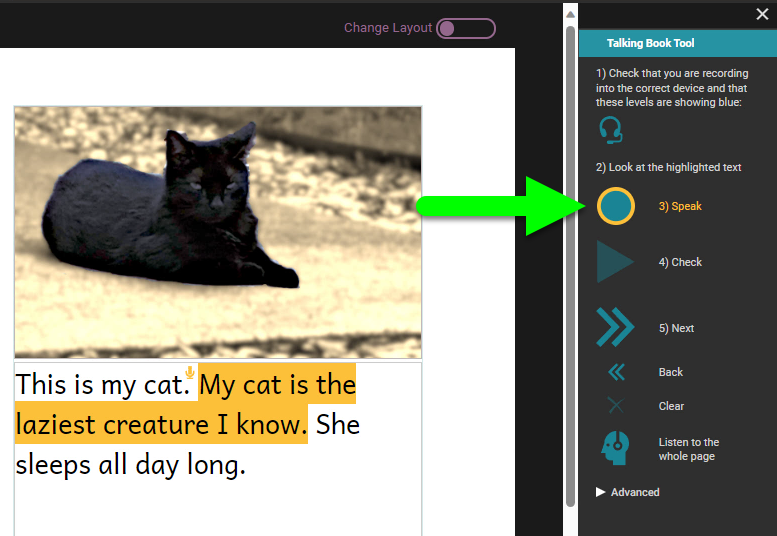 Change Layout
This is my cat. My cat is the
laziest creature I know. She
sleeps all day long.
Talking Book Tool
1) Check that you are recording
into the correct device and that
these levels are showing blue:
2) Look at the highlighted text
3) Speak
4) Check
5) Next
Back
Clear
Listen to the
whole page
Advanced